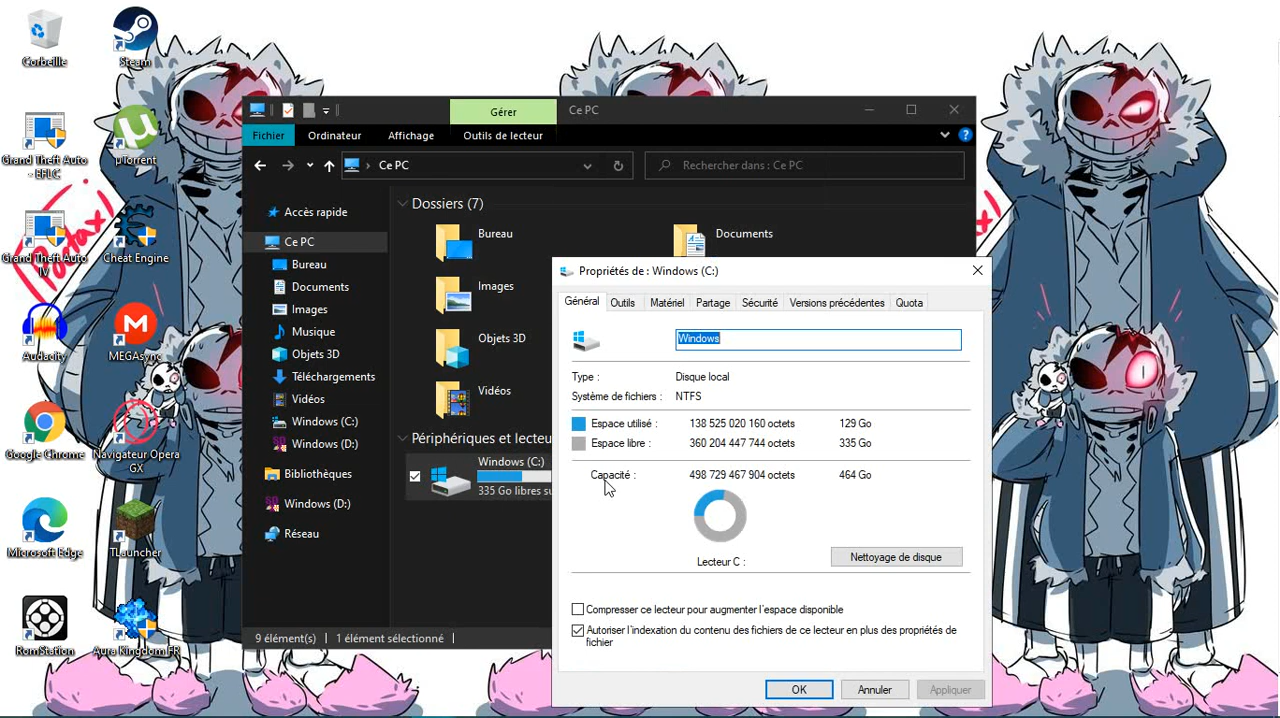 Corbeille
Steam
Grand Theft Auto
- EFLC
µTorrent
Grand Theft Auto
IV
Cheat Engine
Audacity
MEGAsync
Google Chrome
Navigateur Opera
GX
Microsoft Edge
TLauncher
RomStation
Aura Kingdom FR
Gérer
Ce PC
Fichier
Ordinateur
Affichage
Outils de lecteur
Ce PC
Rechercher dans : Ce PC
Accès rapide
Ce PC
Bureau
Documents
Images
Musique
Objets 3D
Téléchargements
Vidéos
Windows (C:)
Windows (D:)
Bibliothèques
Windows (D:)
Réseau
Dossiers (7)
Bureau
Documents
Images
Objets 3D
Vidéos
Périphériques et lecteu
Windows (C:)
335 Go libres su
9 élément(s)
1 élément sélectionné
Propriétés de : Windows (C:)
Général
Outils
Matériel
Partage
Sécurité
Versions précédentes
Quota
Windows
Type :
Disque local
Système de fichiers :
NTFS
Espace utilisé :
138 525 020 160 octets
129 Go
Espace libre :
360 204 447 744 octets
335 Go
Capacité :
498 729 467 904 octets
464 Go
Lecteur C :
Nettoyage de disque
Compresser ce lecteur pour augmenter l'espace disponible
Autoriser l'indexation du contenu des fichiers de ce lecteur en plus des propriétés de
fichier
OK
Annuler
Appliquer